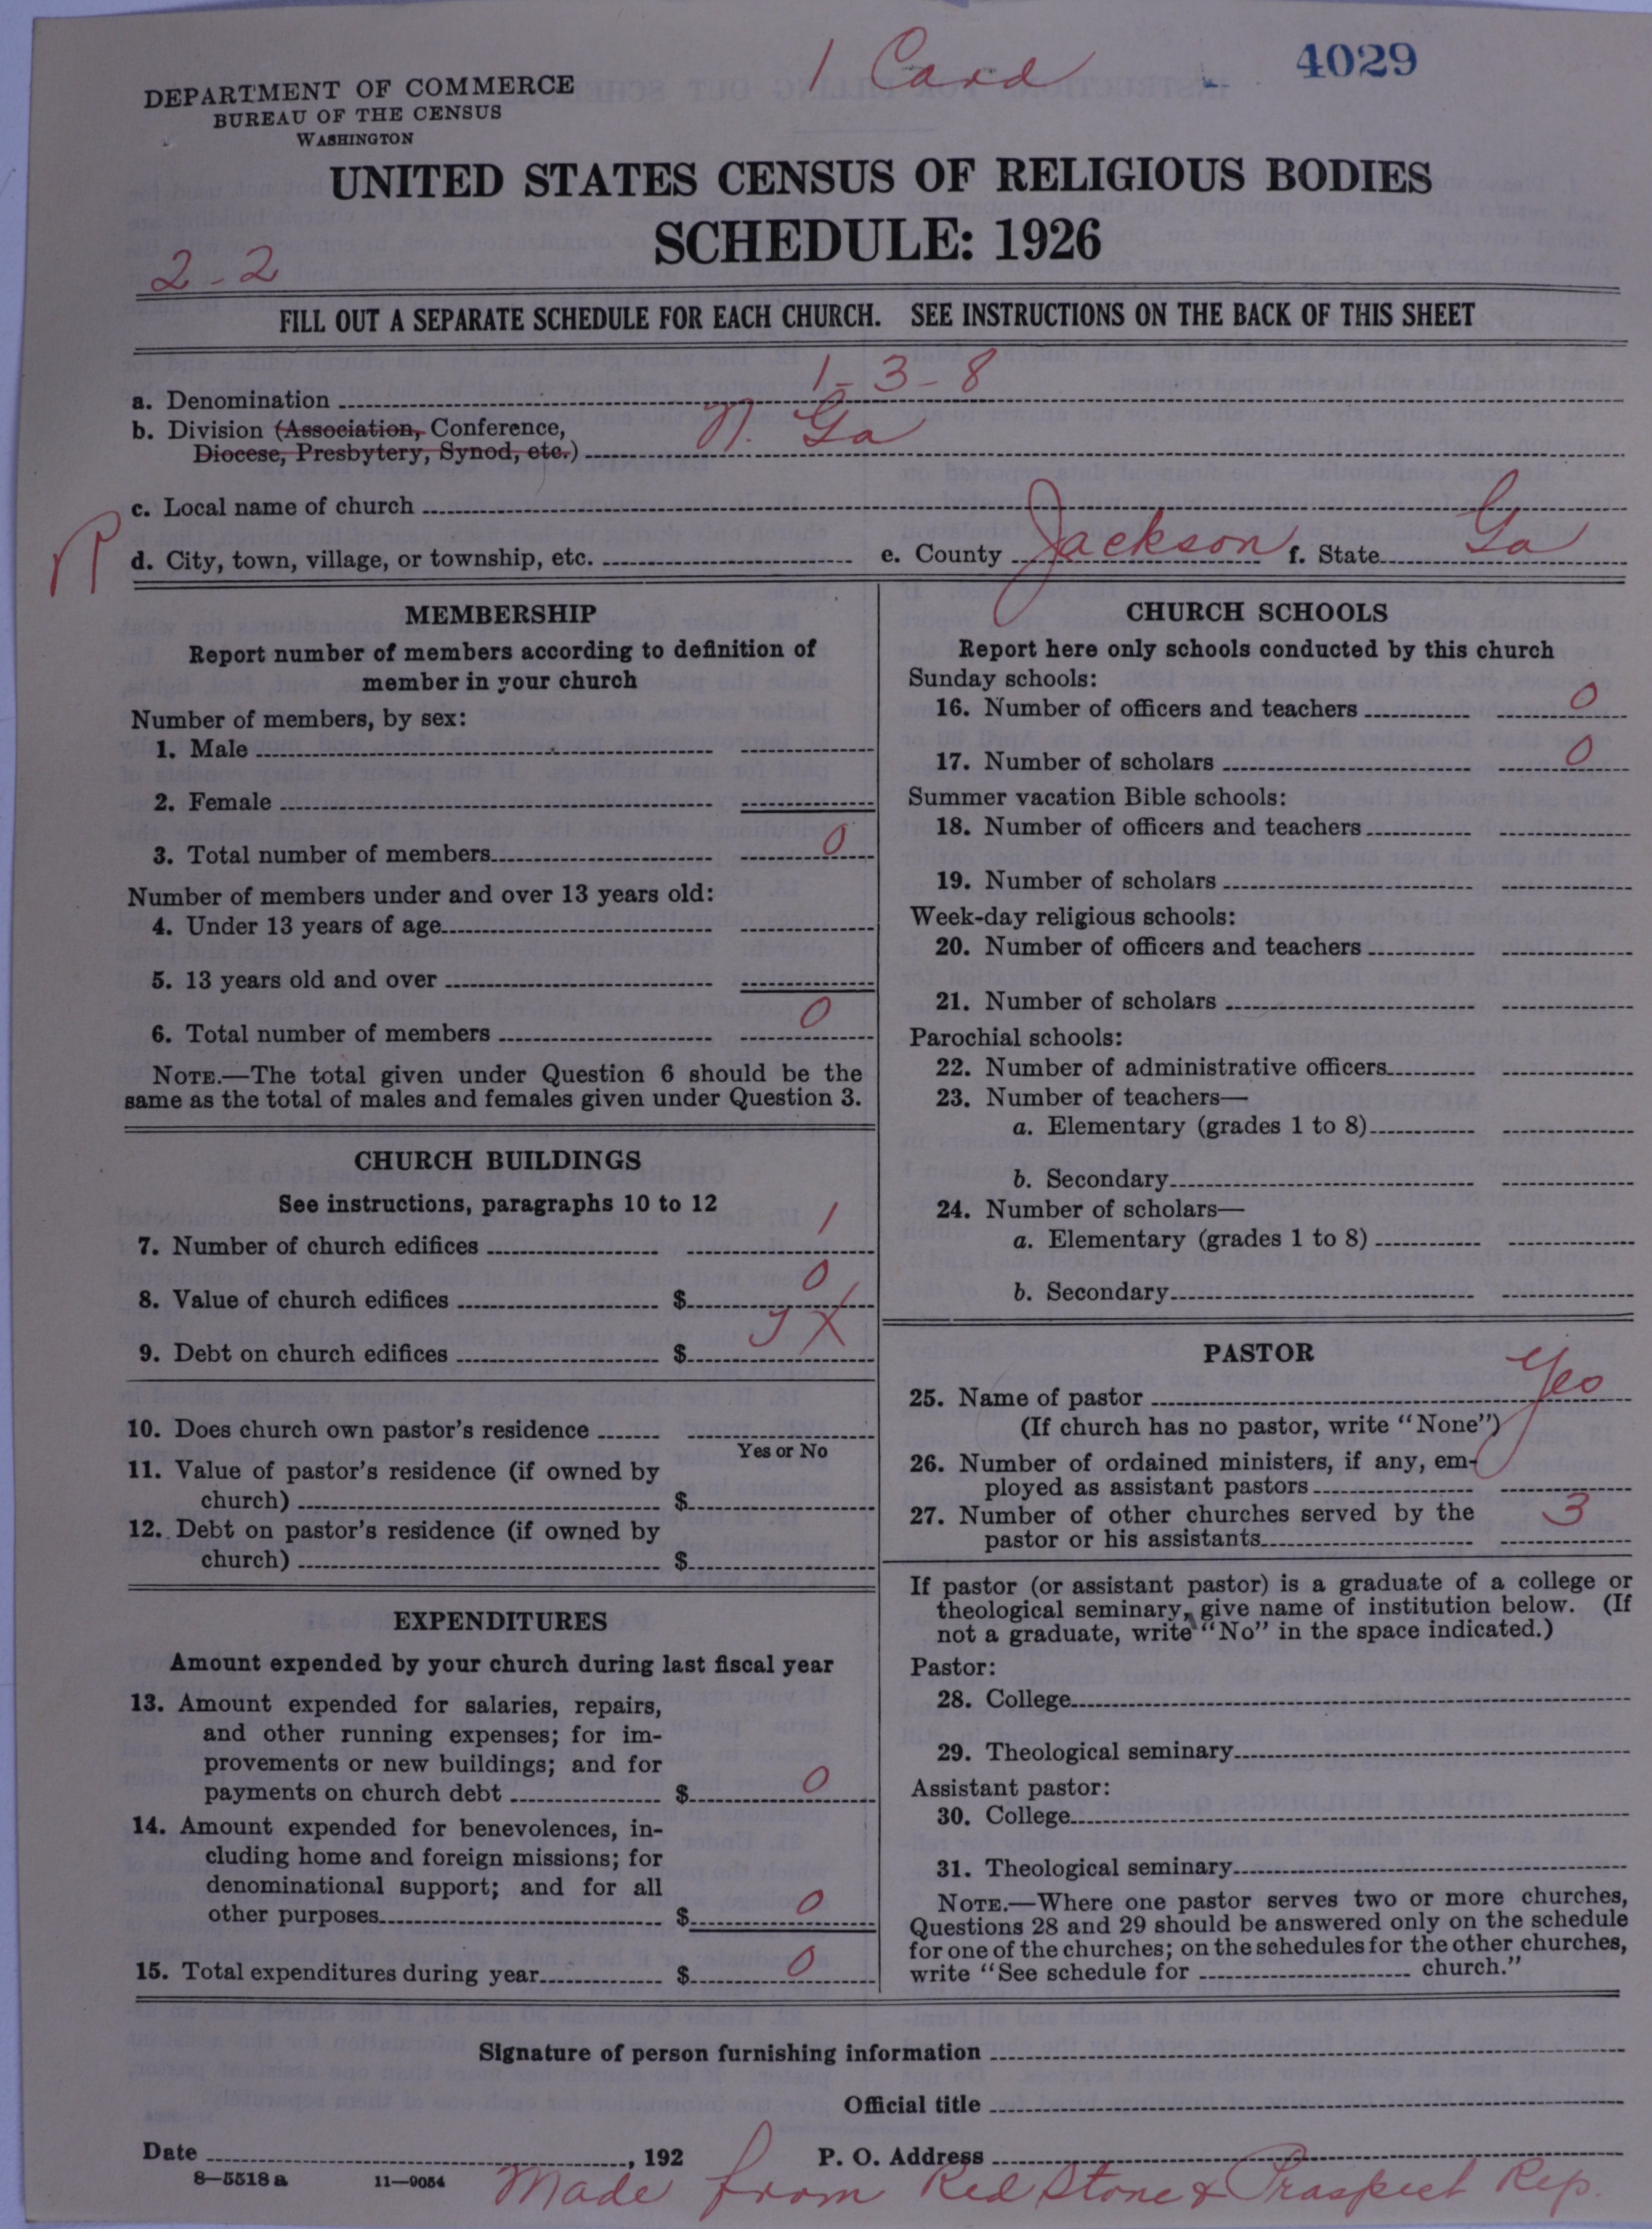 1 Card
4029
DEPARTMENT OF COMMERCE
BUREAU OF THE CENSUS
WASHINGTON
UNITED STATES CENSUS OF RELIGIOUS BODIES
SCHEDULE: 1926
2-2
FILL OUT A SEPARATE SCHEDULE FOR EACH CHURCH. SEE INSTRUCTIONS ON THE BACK OF THIS SHEET
a. Denomination 1-3-8
b. Division (Association, Conference,
Diocese, Presbytery, Synod, etc.) N. Ga
c. Local name of church
R
d. City, town, village, or township, etc. e. County Jackson f. State Ga
MEMBERSHIP
Report number of members according to definition of
member in your church
Number of members, by sex:
1. Male
2. Female
3. Total number of members 0
Number of members under and over 13 years old:
4. Under 13 years of age
5. 13 years old and over
6. Total number of members 0
NOTE.—The total given under Question 6 should be the
same as the total of males and females given under Question 3.
CHURCH BUILDINGS
See instructions, paragraphs 10 to 12
7. Number of church edifices 1
8. Value of church edifices $ 0
9. Debt on church edifices $ X
10. Does church own pastor's residence
Yes or No
11. Value of pastor's residence (if owned by
church) $
12. Debt on pastor's residence (if owned by
church) $
EXPENDITURES
Amount expended by your church during last fiscal year
13. Amount expended for salaries, repairs,
and other running expenses; for im-
provements or new buildings; and for
payments on church debt $ 0
14. Amount expended for benevolences, in-
cluding home and foreign missions; for
denominational support; and for all
other purposes $ 0
15. Total expenditures during year $ 0
CHURCH SCHOOLS
Report here only schools conducted by this church
Sunday schools:
16. Number of officers and teachers 0
17. Number of scholars 0
Summer vacation Bible schools:
18. Number of officers and teachers
19. Number of scholars
Week-day religious schools:
20. Number of officers and teachers
21. Number of scholars
Parochial schools:
22. Number of administrative officers
23. Number of teachers—
a. Elementary (grades 1 to 8)
b. Secondary
24. Number of scholars—
a. Elementary (grades 1 to 8)
b. Secondary
PASTOR
25. Name of pastor Yes
(If church has no pastor, write "None")
26. Number of ordained ministers, if any, em-
ployed as assistant pastors
27. Number of other churches served by the
pastor or his assistants 3
If pastor (or assistant pastor) is a graduate of a college or
theological seminary, give name of institution below. (If
not a graduate, write "No" in the space indicated.)
Pastor:
28. College
29. Theological seminary
Assistant pastor:
30. College
31. Theological seminary
NOTE.—Where one pastor serves two or more churches,
Questions 28 and 29 should be answered only on the schedule
for one of the churches; on the schedules for the other churches,
write "See schedule for church."
Signature of person furnishing information
Official title
Date , 192 P. O. Address
8—5518 a 11—9054
Made from Red Stone & Praspect Rep.